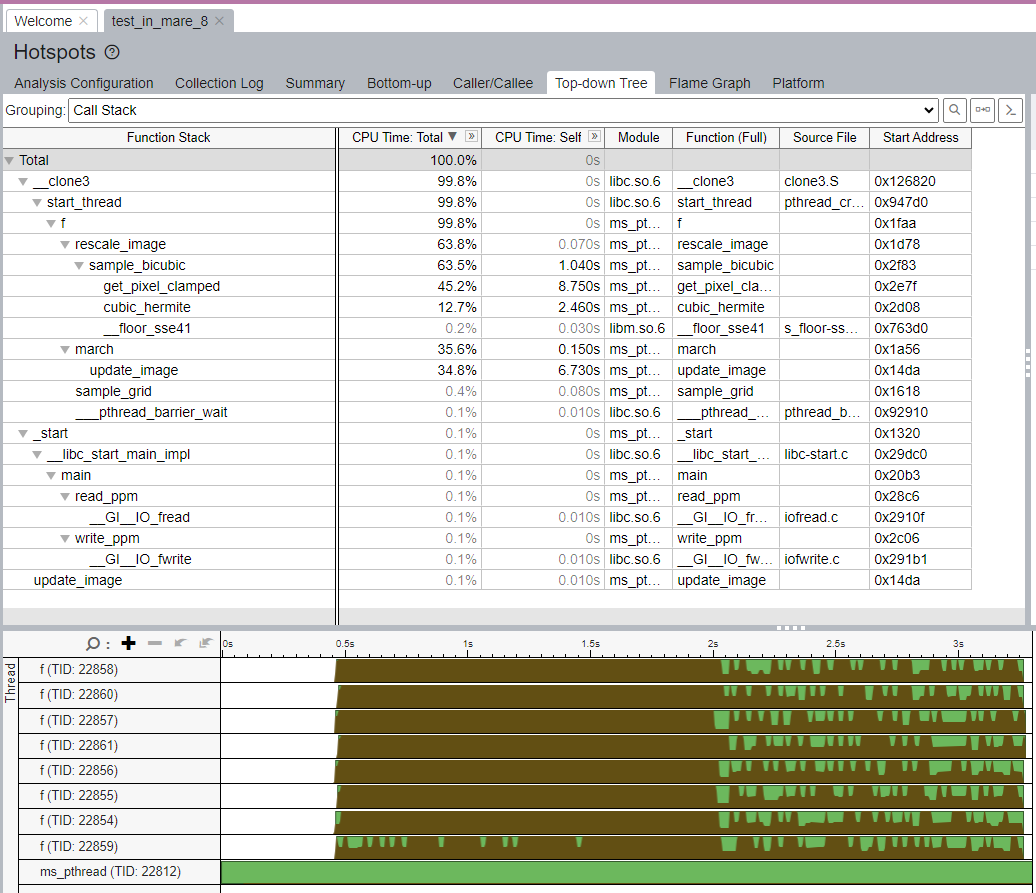 Welcome × test_in_mare_8 ×
Hotspots ?
Analysis Configuration Collection Log Summary Bottom-up Caller/Callee Top-down Tree Flame Graph Platform
Grouping: Call Stack
Function Stack CPU Time: Total ▼ » CPU Time: Self » Module Function (Full) Source File Start Address
Total 100.0% 0s
__clone3 99.8% 0s libc.so.6 __clone3 clone3.S 0x126820
start_thread 99.8% 0s libc.so.6 start_thread pthread_cr… 0x947d0
f 99.8% 0s ms_pt… f 0x1faa
rescale_image 63.8% 0.070s ms_pt… rescale_image 0x1d78
sample_bicubic 63.5% 1.040s ms_pt… sample_bicubic 0x2f83
get_pixel_clamped 45.2% 8.750s ms_pt… get_pixel_cla… 0x2e7f
cubic_hermite 12.7% 2.460s ms_pt… cubic_hermite 0x2d08
__floor_sse41 0.2% 0.030s libm.so.6 __floor_sse41 s_floor-ss… 0x763d0
march 35.6% 0.150s ms_pt… march 0x1a56
update_image 34.8% 6.730s ms_pt… update_image 0x14da
sample_grid 0.4% 0.080s ms_pt… sample_grid 0x1618
___pthread_barrier_wait 0.1% 0.010s libc.so.6 ___pthread_… pthread_b… 0x92910
_start 0.1% 0s ms_pt… _start 0x1320
__libc_start_main_impl 0.1% 0s libc.so.6 __libc_start_… libc-start.c 0x29dc0
main 0.1% 0s ms_pt… main 0x20b3
read_ppm 0.1% 0s ms_pt… read_ppm 0x28c6
__GI__IO_fread 0.1% 0.010s libc.so.6 __GI__IO_fr… iofread.c 0x2910f
write_ppm 0.1% 0s ms_pt… write_ppm 0x2c06
__GI__IO_fwrite 0.1% 0.010s libc.so.6 __GI__IO_fw… iofwrite.c 0x291b1
update_image 0.1% 0.010s ms_pt… update_image 0x14da
0s 0.5s 1s 1.5s 2s 2.5s 3s
Thread
f (TID: 22858)
f (TID: 22860)
f (TID: 22857)
f (TID: 22861)
f (TID: 22856)
f (TID: 22855)
f (TID: 22854)
f (TID: 22859)
ms_pthread (TID: 22812)